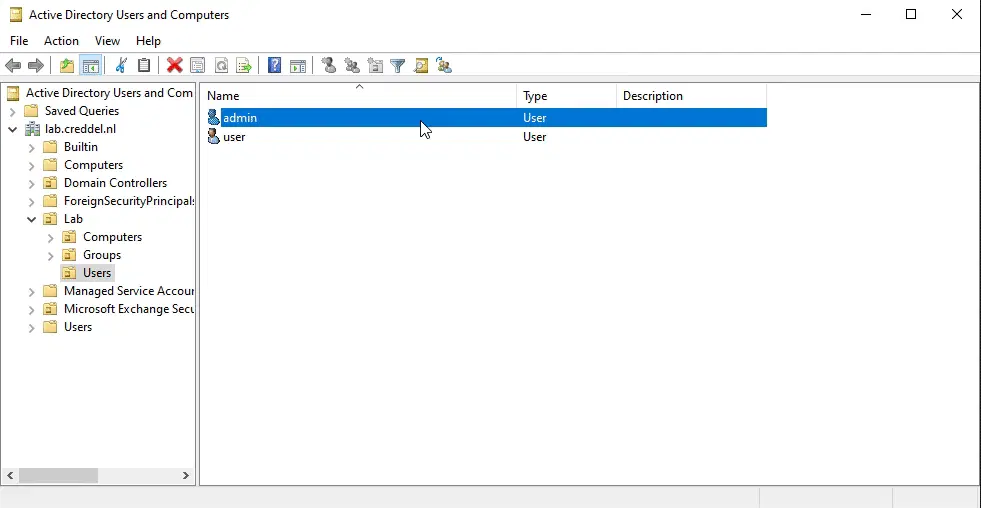 Active Directory Users and Computers
File Action View Help
Active Directory Users and Com
Saved Queries
lab.creddel.nl
Builtin
Computers
Domain Controllers
ForeignSecurityPrincipals
Lab
Computers
Groups
Users
Managed Service Accour
Microsoft Exchange Secu
Users
Name Type Description
admin User
user User